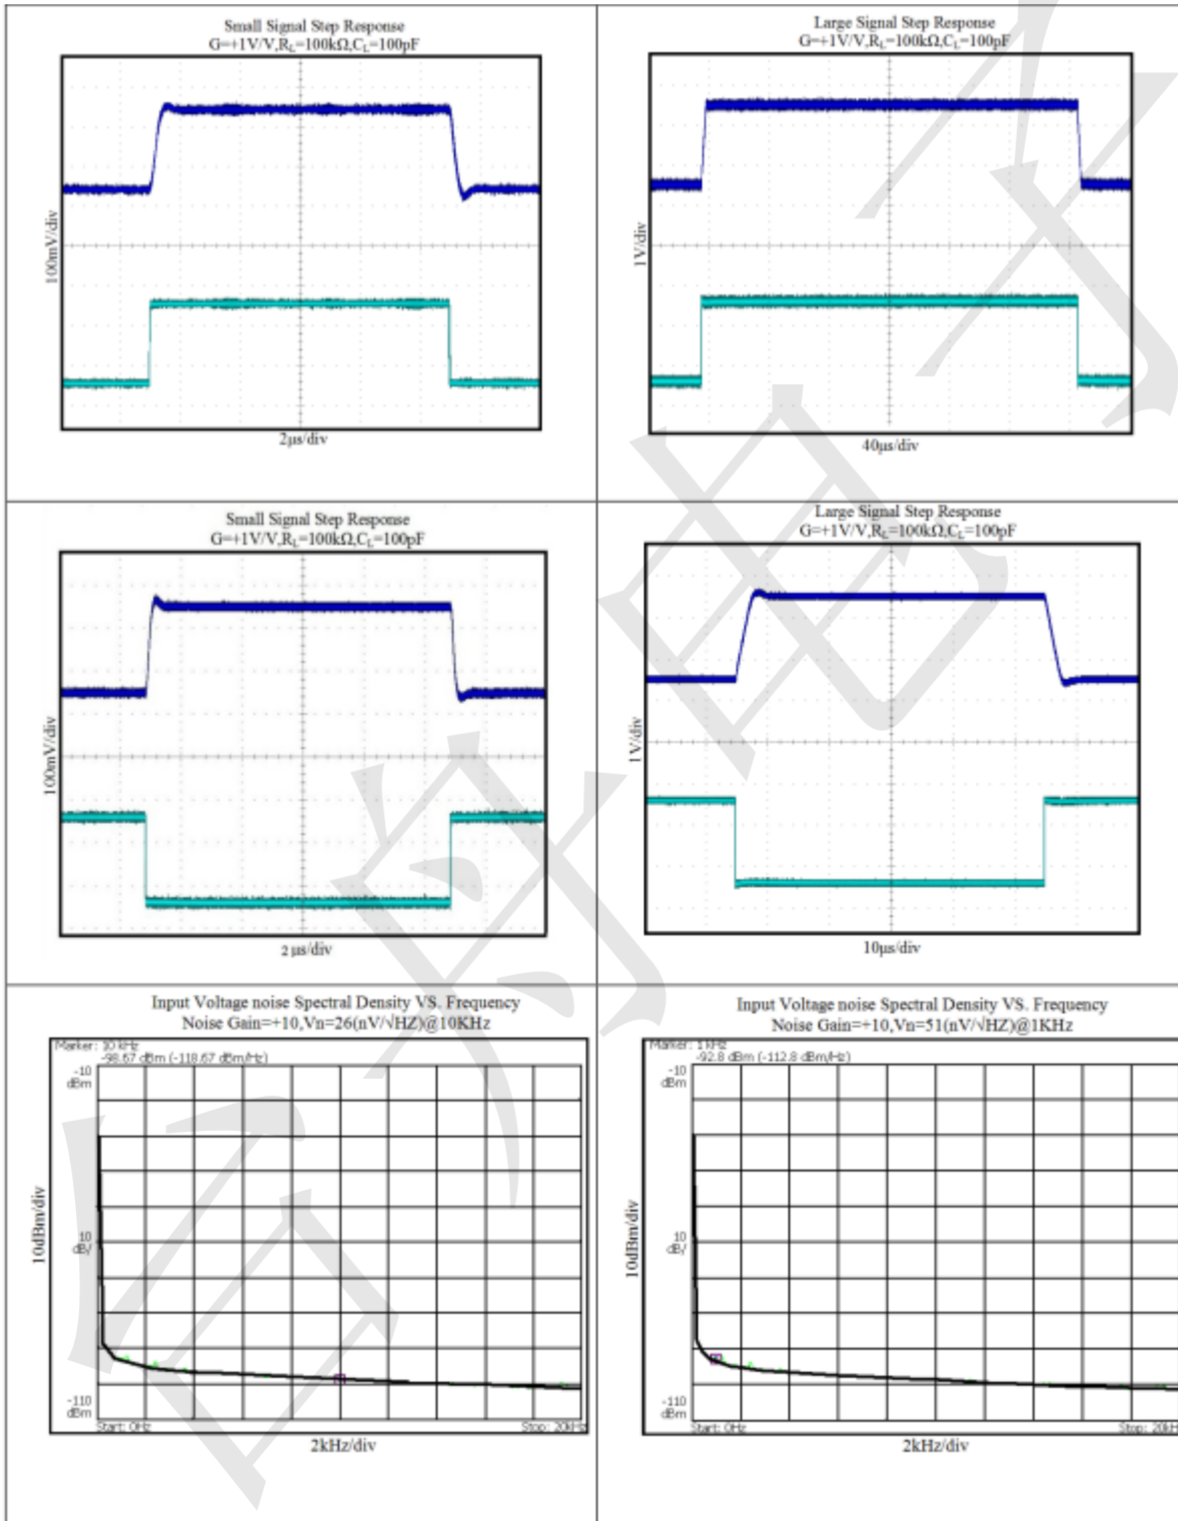 Small Signal Step Response
G=+1V/V,RL=100kΩ,CL=100pF
100mV/div
2μs/div
Large Signal Step Response
G=+1V/V,RL=100kΩ,CL=100pF
1V/div
40μs/div
Small Signal Step Response
G=+1V/V,RL=100kΩ,CL=100pF
100mV/div
2 μs/div
Large Signal Step Response
G=+1V/V,RL=100kΩ,CL=100pF
1V/div
10μs/div
Input Voltage noise Spectral Density VS. Frequency
Noise Gain=+10,Vn=26(nV/√HZ)@10KHz
Marker: 10 kHz
-98.67 dBm (-118.67 dBm/Hz)
-10
dBm
10
dB/
-110
dBm
10dBm/div
Start: 0Hz
Stop: 20kHz
2kHz/div
Input Voltage noise Spectral Density VS. Frequency
Noise Gain=+10,Vn=51(nV/√HZ)@1KHz
Marker: 1 kHz
-92.8 dBm (-112.8 dBm/Hz)
-10
dBm
10
dB/
-110
dBm
10dBm/div
Start: 0Hz
Stop: 20kH
2kHz/div